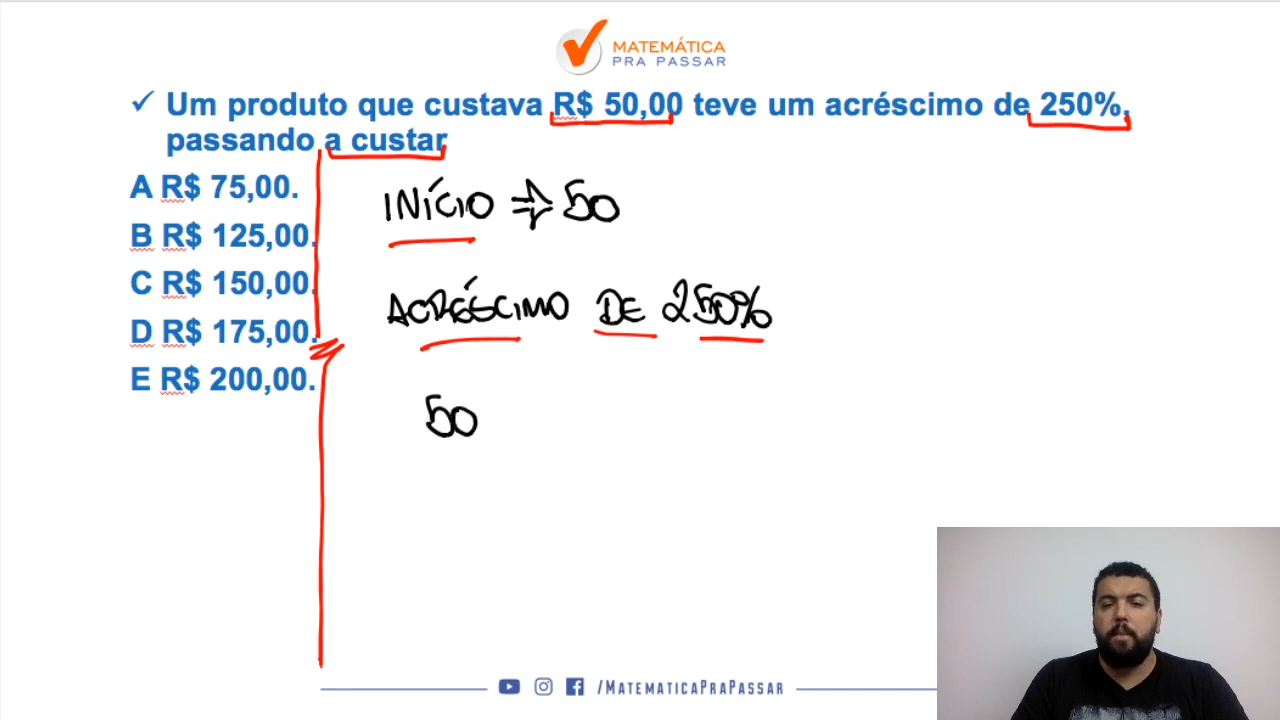 MATEMÁTICA
PRA PASSAR
✓ Um produto que custava R$ 50,00 teve um acréscimo de 250%,
passando a custar
A R$ 75,00.
B R$ 125,00.
C R$ 150,00.
D R$ 175,00.
E R$ 200,00.
INÍCIO ⇒ 50
ACRÉSCIMO DE 250%
50
/MATEMATICAPRAPASSAR